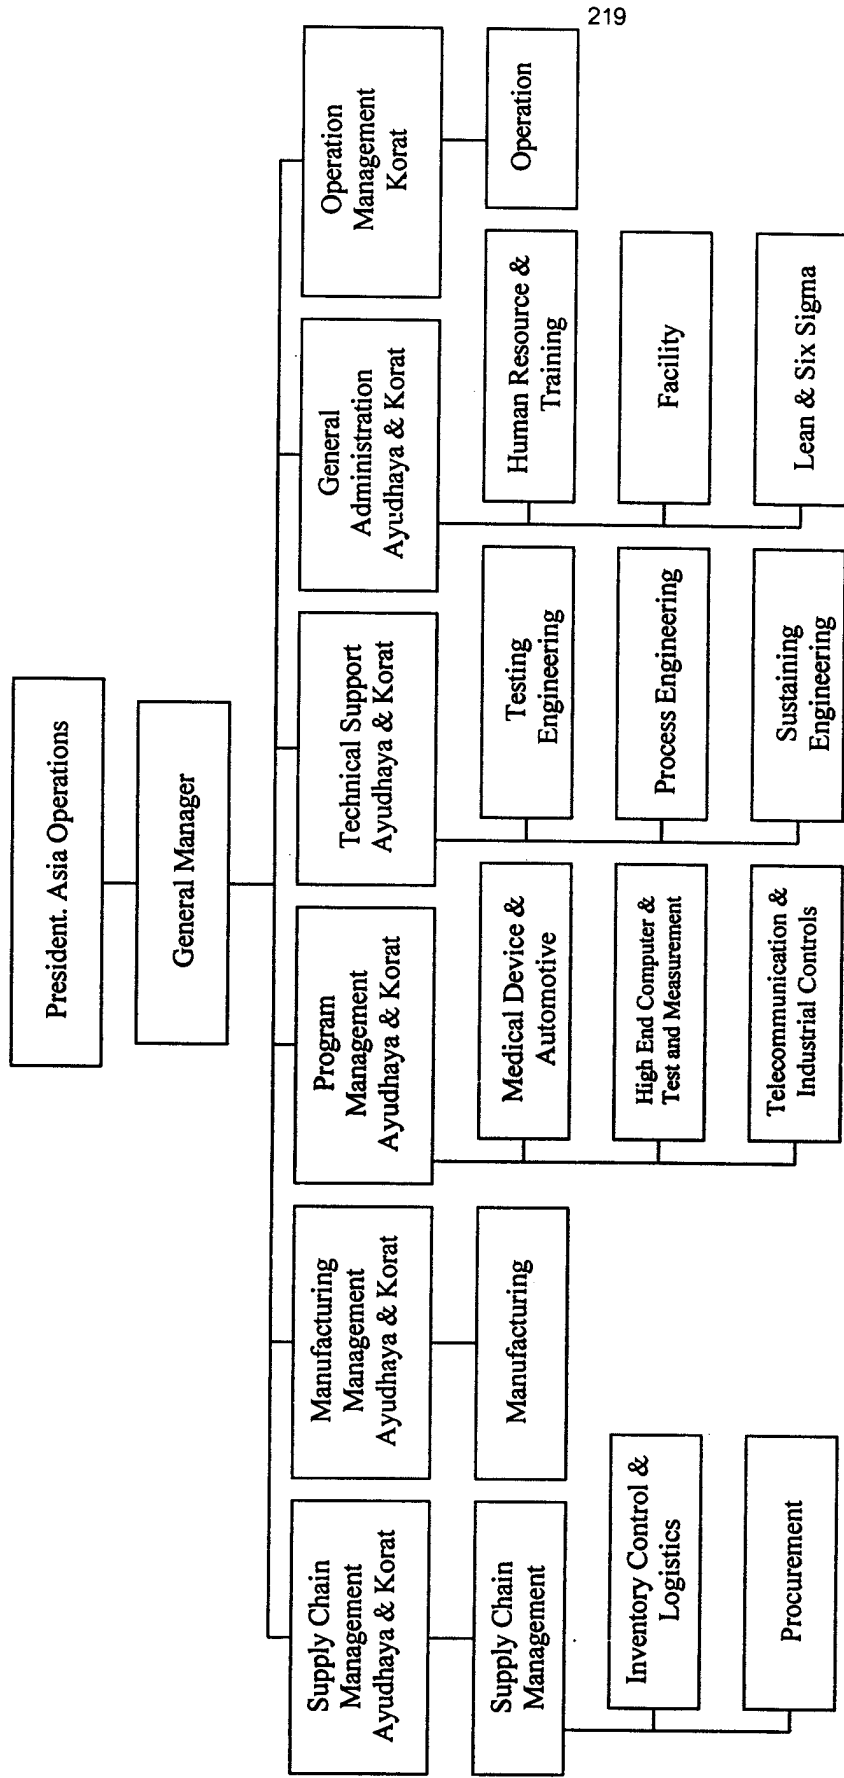 219
President. Asia Operations
General Manager
Supply Chain
Management
Ayudhaya & Korat
Manufacturing
Management
Ayudhaya & Korat
Program
Management
Ayudhaya & Korat
Technical Support
Ayudhaya & Korat
General
Administration
Ayudhaya & Korat
Operation
Management
Korat
Supply Chain
Management
Manufacturing
Medical Device &
Automotive
Testing
Engineering
Human Resource &
Training
Operation
Inventory Control &
Logistics
High End Computer &
Test and Measurement
Process Engineering
Facility
Procurement
Telecommunication &
Industrial Controls
Sustaining
Engineering
Lean & Six Sigma